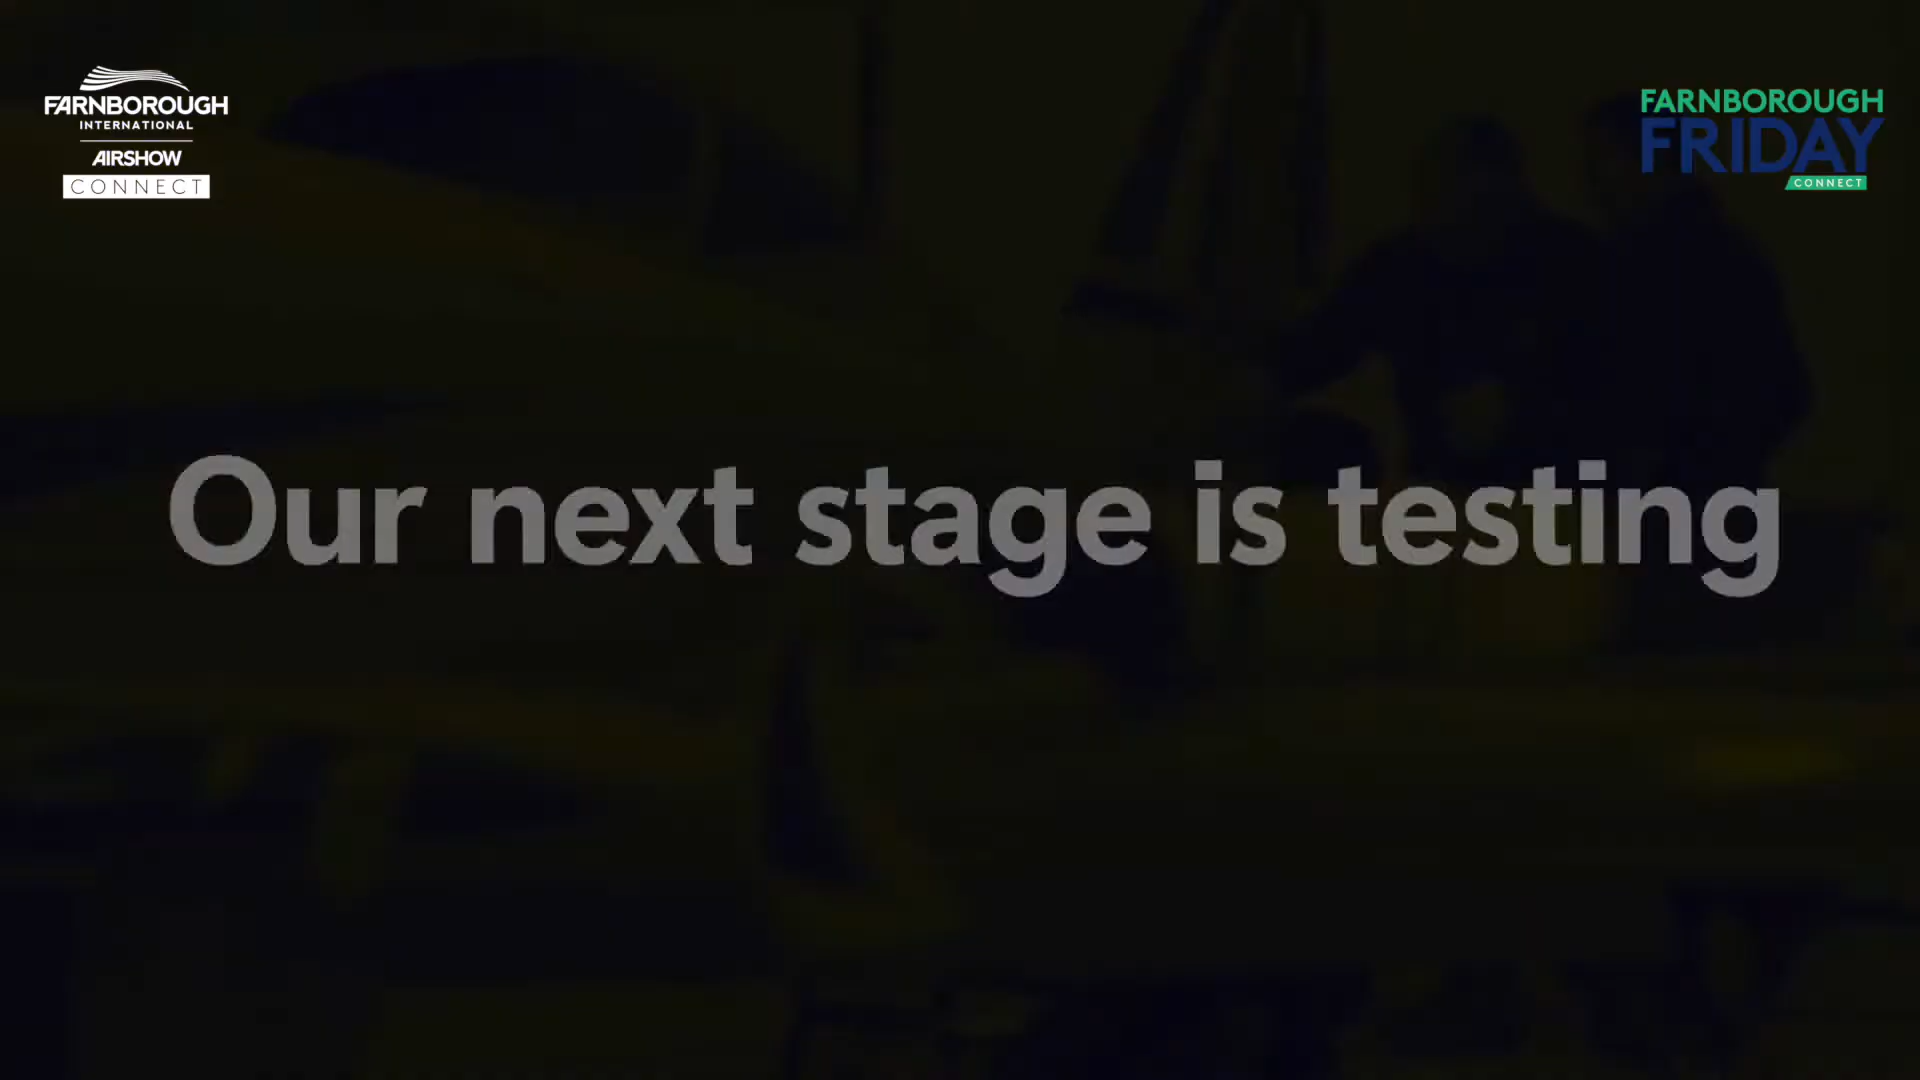 FARNBOROUGH
INTERNATIONAL
AIRSHOW
CONNECT
FARNBOROUGH
FRIDAY
CONNECT
Our next stage is testing